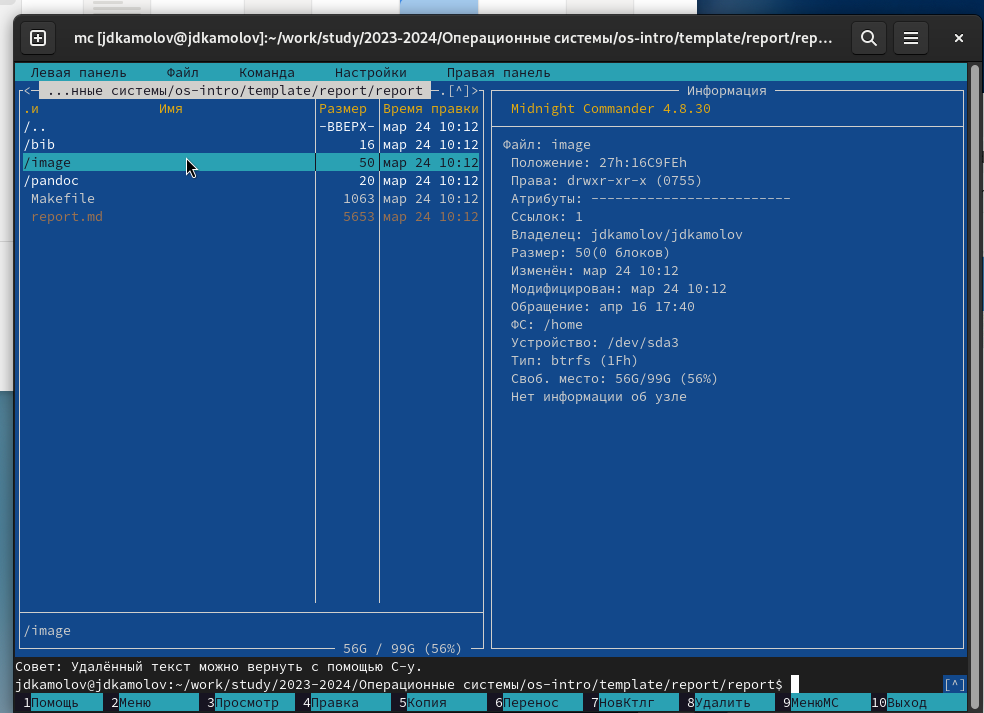 mc [jdkamolov@jdkamolov]:~/work/study/2023-2024/Операционные системы/os-intro/template/report/rep...
Левая панель Файл Команда Настройки Правая панель
<— ...нные системы/os-intro/template/report/report —.[^]>
.и Имя Размер Время правки
/.. -ВВЕРХ- мар 24 10:12
/bib 16 мар 24 10:12
/image 50 мар 24 10:12
/pandoc 20 мар 24 10:12
Makefile 1063 мар 24 10:12
report.md 5653 мар 24 10:12
/image
56G / 99G (56%)
Информация
Midnight Commander 4.8.30
Файл: image
Положение: 27h:16C9FEh
Права: drwxr-xr-x (0755)
Атрибуты: -------------------------
Ссылок: 1
Владелец: jdkamolov/jdkamolov
Размер: 50(0 блоков)
Изменён: мар 24 10:12
Модифицирован: мар 24 10:12
Обращение: апр 16 17:40
ФС: /home
Устройство: /dev/sda3
Тип: btrfs (1Fh)
Своб. место: 56G/99G (56%)
Нет информации об узле
Совет: Удалённый текст можно вернуть с помощью C-y.
jdkamolov@jdkamolov:~/work/study/2023-2024/Операционные системы/os-intro/template/report/report$ [^]
1Помощь 2Меню 3Просмотр 4Правка 5Копия 6Перенос 7НовКтлг 8Удалить 9МенюMC 10Выход